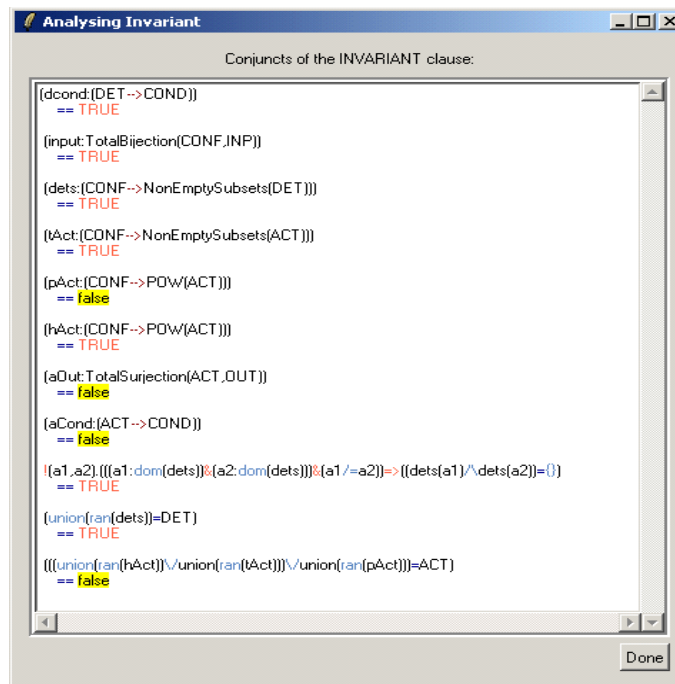 Analysing Invariant
Conjuncts of the INVARIANT clause:
(dcond:(DET-->COND))
== TRUE
(input:TotalBijection(CONF,INP))
== TRUE
(dets:(CONF-->NonEmptySubsets(DET)))
== TRUE
(tAct:(CONF-->NonEmptySubsets(ACT)))
== TRUE
(pAct:(CONF-->POW(ACT)))
== false
(hAct:(CONF-->POW(ACT)))
== TRUE
(aOut:TotalSurjection(ACT,OUT))
== false
(aCond:(ACT-->COND))
== false
!(a1,a2).(((a1:dom(dets))&(a2:dom(dets)))&(a1/=a2))=>((dets(a1)/\dets(a2))={})
== TRUE
(union(ran(dets))=DET)
== TRUE
(((union(ran(hAct))\/union(ran(tAct)))\/union(ran(pAct)))=ACT)
== false
Done